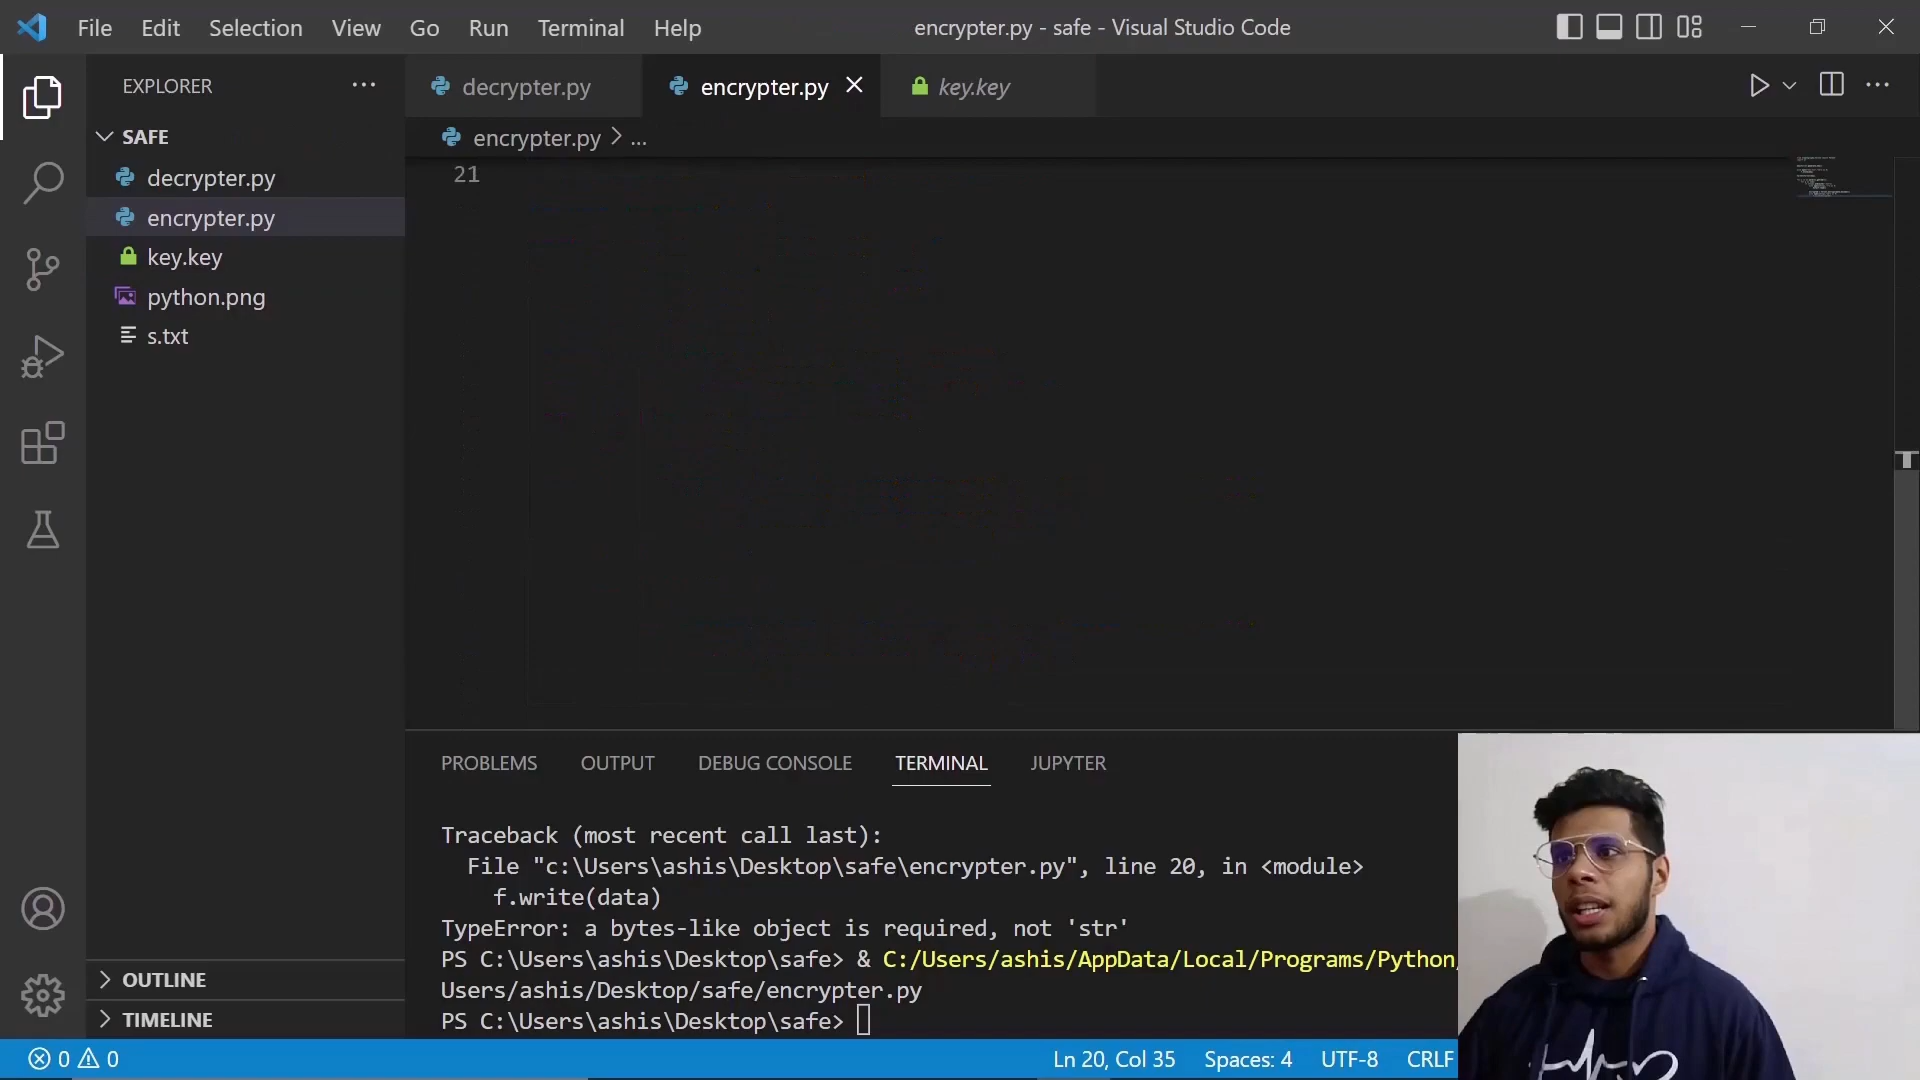 File Edit Selection View Go Run Terminal Help encrypter.py - safe - Visual Studio Code
EXPLORER
decrypter.py encrypter.py key.key
SAFE
encrypter.py > ...
decrypter.py
encrypter.py
key.key
python.png
s.txt
21
PROBLEMS OUTPUT DEBUG CONSOLE TERMINAL JUPYTER
Traceback (most recent call last):
File "c:\Users\ashis\Desktop\safe\encrypter.py", line 20, in <module>
f.write(data)
TypeError: a bytes-like object is required, not 'str'
PS C:\Users\ashis\Desktop\safe> & C:/Users/ashis/AppData/Local/Programs/Python/
Users/ashis/Desktop/safe/encrypter.py
PS C:\Users\ashis\Desktop\safe>
OUTLINE
TIMELINE
0 0 Ln 20, Col 35 Spaces: 4 UTF-8 CRLF